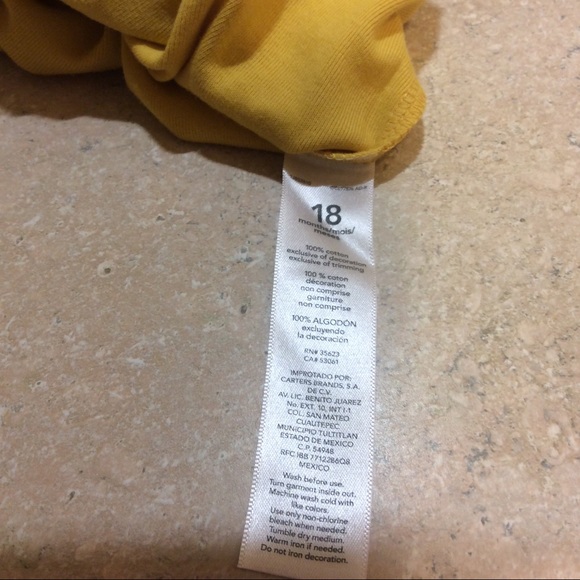 18
months/mois/
meses
100% cotton
exclusive of decoration
exclusive of trimming
100 % coton
décoration
non comprise
garniture
non comprise
100% ALGODÓN
excluyendo
la decoración
RN# 35623
CA# 53061
IMPROTADO POR:
CARTERS BRANDS, S.A.
DE C.V.
AV. LIC. BENITO JUAREZ
No. EXT. 10, INT I-1
COL. SAN MATEO
CUAUTEPEC
MUNICIPIO TULTITLAN
ESTADO DE MEXICO
C.P. 54948
RFC IBB 7712286Q8
MEXICO
Wash before use.
Turn garment inside out.
Machine wash cold with
like colors.
Use only non-chlorine
bleach when needed.
Tumble dry medium.
Warm iron if needed.
Do not iron decoration.